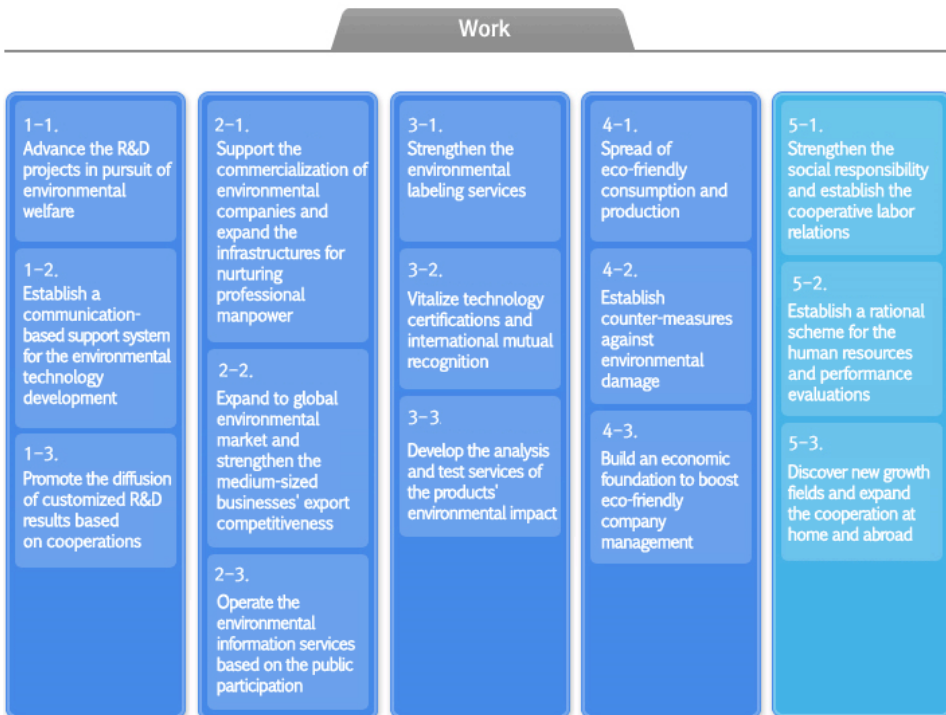 Work
1-1.
Advance the R&D
projects in pursuit of
environmental
welfare
1-2.
Establish a
communication-
based support system
for the environmental
technology
development
1-3.
Promote the diffusion
of customized R&D
results based
on cooperations
2-1.
Support the
commercialization of
environmental
companies and
expand the
infrastructures for
nurturing
professional
manpower
2-2.
Expand to global
environmental
market and
strengthen the
medium-sized
businesses' export
competitiveness
2-3.
Operate the
environmental
information services
based on the public
participation
3-1.
Strengthen the
environmental
labeling services
3-2.
Vitalize technology
certifications and
international mutual
recognition
3-3.
Develop the analysis
and test services of
the products'
environmental impact
4-1.
Spread of
eco-friendly
consumption and
production
4-2.
Establish
counter-measures
against
environmental
damage
4-3.
Build an economic
foundation to boost
eco-friendly
company
management
5-1.
Strengthen the
social responsibility
and establish the
cooperative labor
relations
5-2.
Establish a rational
scheme for the
human resources
and performance
evaluations
5-3.
Discover new growth
fields and expand
the cooperation at
home and abroad